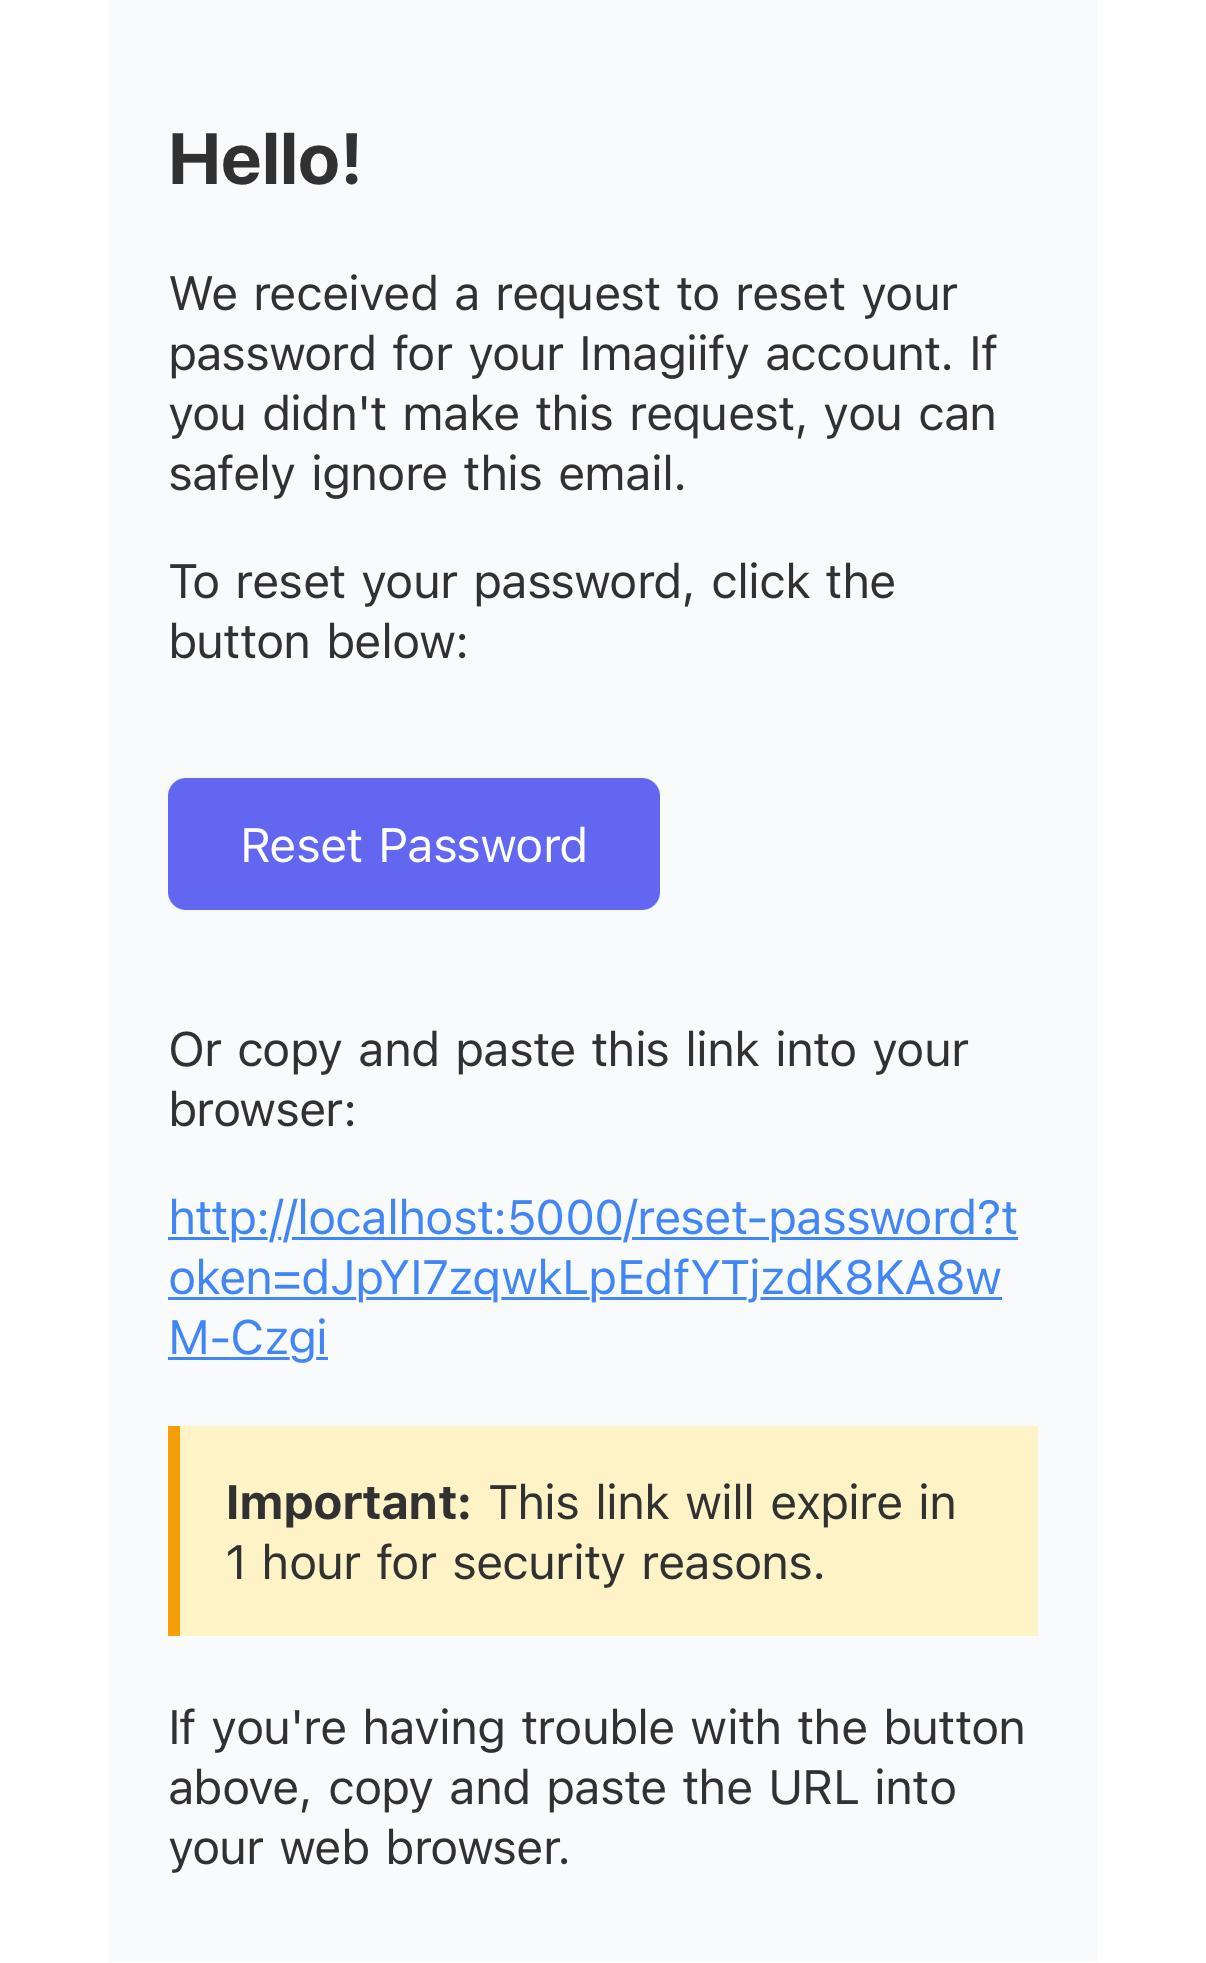 Hello!
We received a request to reset your
password for your Imagiify account. If
you didn't make this request, you can
safely ignore this email.
To reset your password, click the
button below:
Reset Password
Or copy and paste this link into your
browser:
http://localhost:5000/reset-password?t
oken=dJpYI7zqwkLpEdfYTjzdK8KA8w
M-Czgi
Important: This link will expire in
1 hour for security reasons.
If you're having trouble with the button
above, copy and paste the URL into
your web browser.